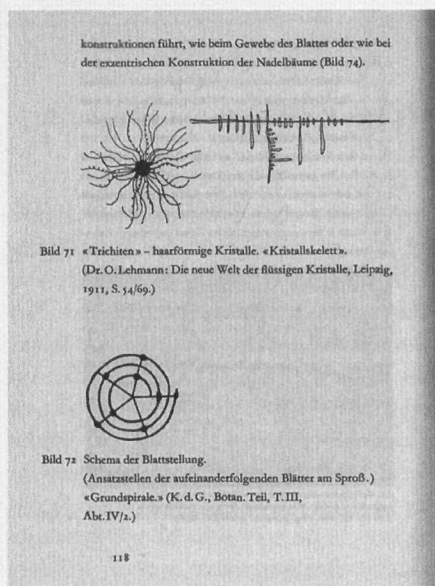 konstruktionen führt, wie beim Gewebe des Blattes oder wie bei
der exzentrischen Konstruktion der Nadelbäume (Bild 74).
Bild 71 «Trichiten» – haarförmige Kristalle. «Kristallskelett».
(Dr. O. Lehmann: Die neue Welt der flüssigen Kristalle, Leipzig,
1911, S. 54/69.)
Bild 72 Schema der Blattstellung.
(Ansatzstellen der aufeinanderfolgenden Blätter am Sproß.)
«Grundspirale.» (K. d. G., Botan. Teil, T. III,
Abt. IV/2.)
118